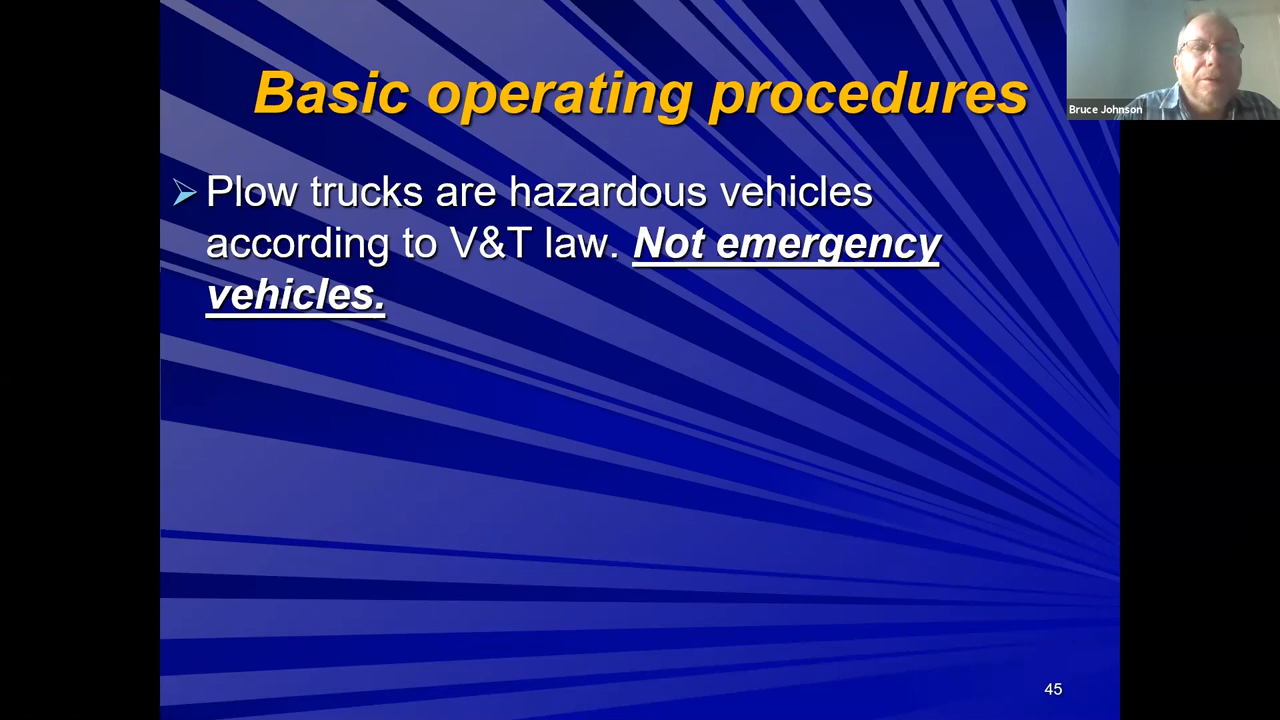 Basic operating procedures
Bruce Johnson
Plow trucks are hazardous vehicles
according to V&T law. Not emergency
vehicles.
45